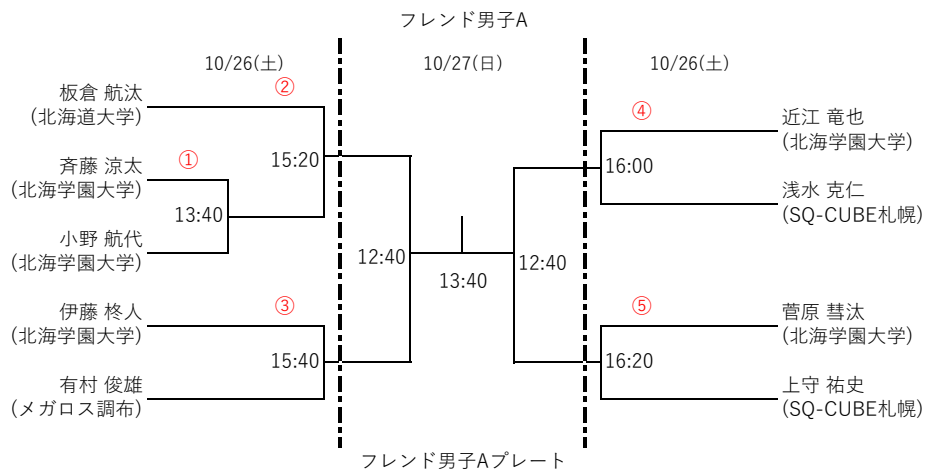 フレンド男子A
10/26(土)
10/27(日)
10/26(土)
板倉 航汰
(北海道大学)
②
15:20
斉藤 涼太
(北海学園大学)
①
13:40
小野 航代
(北海学園大学)
伊藤 柊人
(北海学園大学)
③
15:40
有村 俊雄
(メガロス調布)
12:40
13:40
12:40
④
近江 竜也
(北海学園大学)
16:00
浅水 克仁
(SQ-CUBE札幌)
⑤
菅原 彗汰
(北海学園大学)
16:20
上守 祐史
(SQ-CUBE札幌)
フレンド男子Aプレート